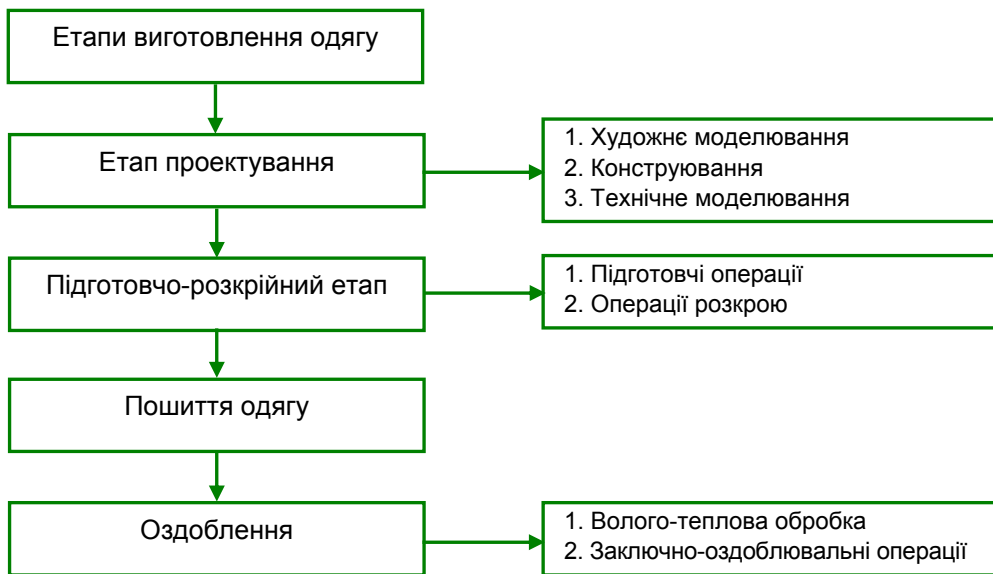 Етапи виготовлення одягу
Етап проектування
1. Художнє моделювання
2. Конструювання
3. Технічне моделювання
Підготовчо-розкрійний етап
1. Підготовчі операції
2. Операції розкрою
Пошиття одягу
Оздоблення
1. Волого-теплова обробка
2. Заключно-оздоблювальні операції